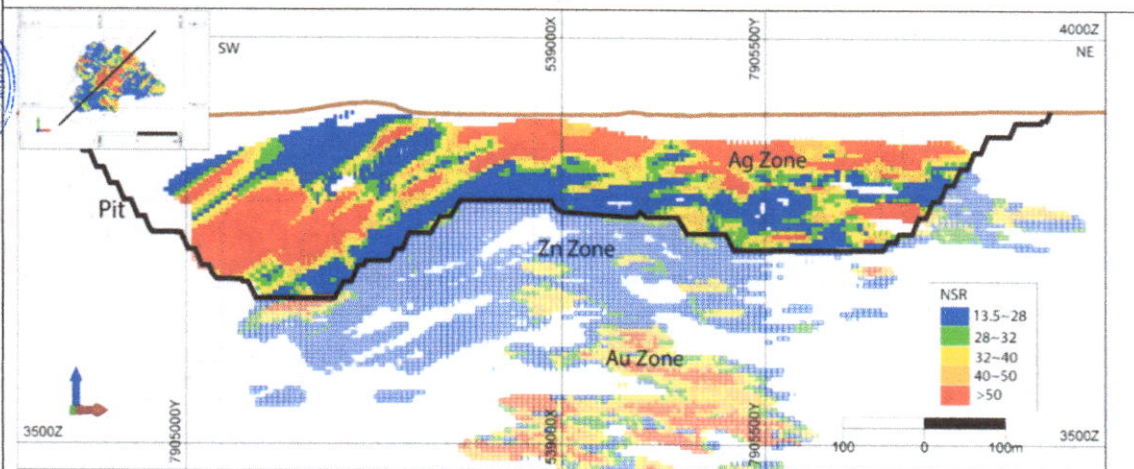 SW
539000X
7905500Y
4000Z
NE
Ag Zone
Pit
Zn Zone
NSR
13.5~28
28~32
32~40
40~50
>50
Au Zone
3500Z
7905000Y
539000X
7905500Y
3500Z
100
0
100m